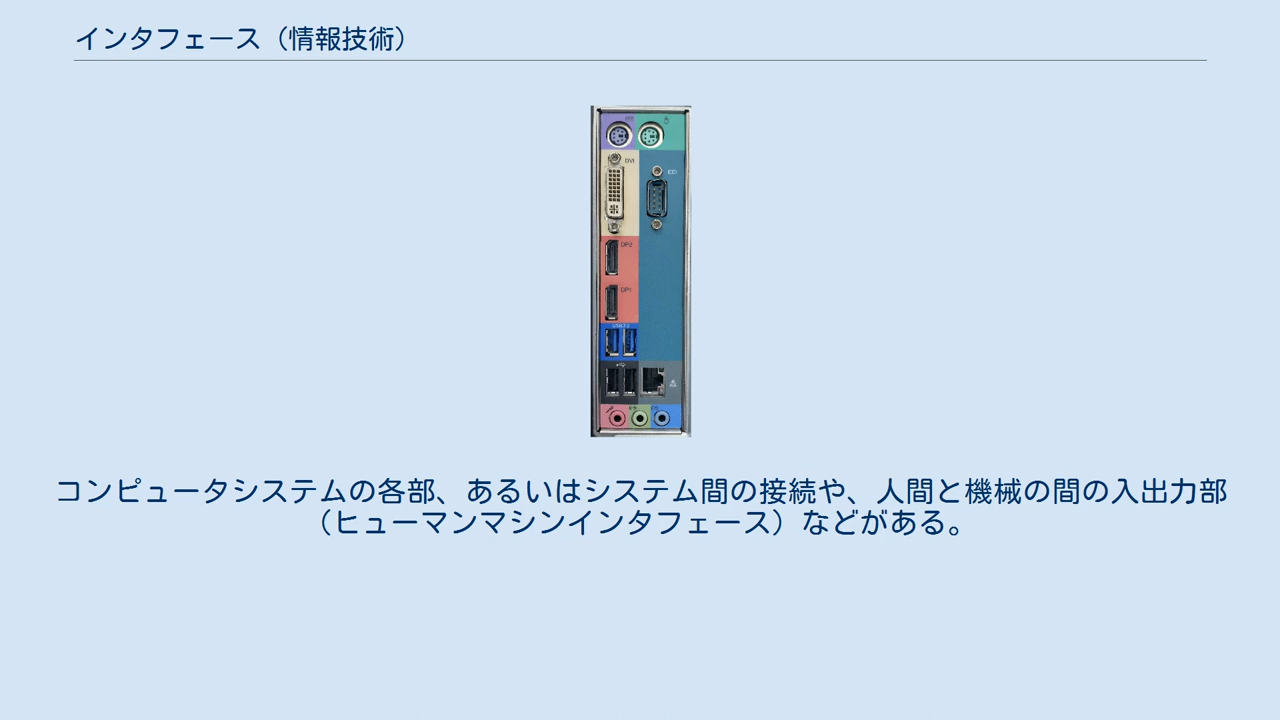 インタフェース（情報技術）
DVI
DP2
DP1
コンピュータシステムの各部、あるいはシステム間の接続や、人間と機械の間の入出力部
（ヒューマンマシンインタフェース）などがある。